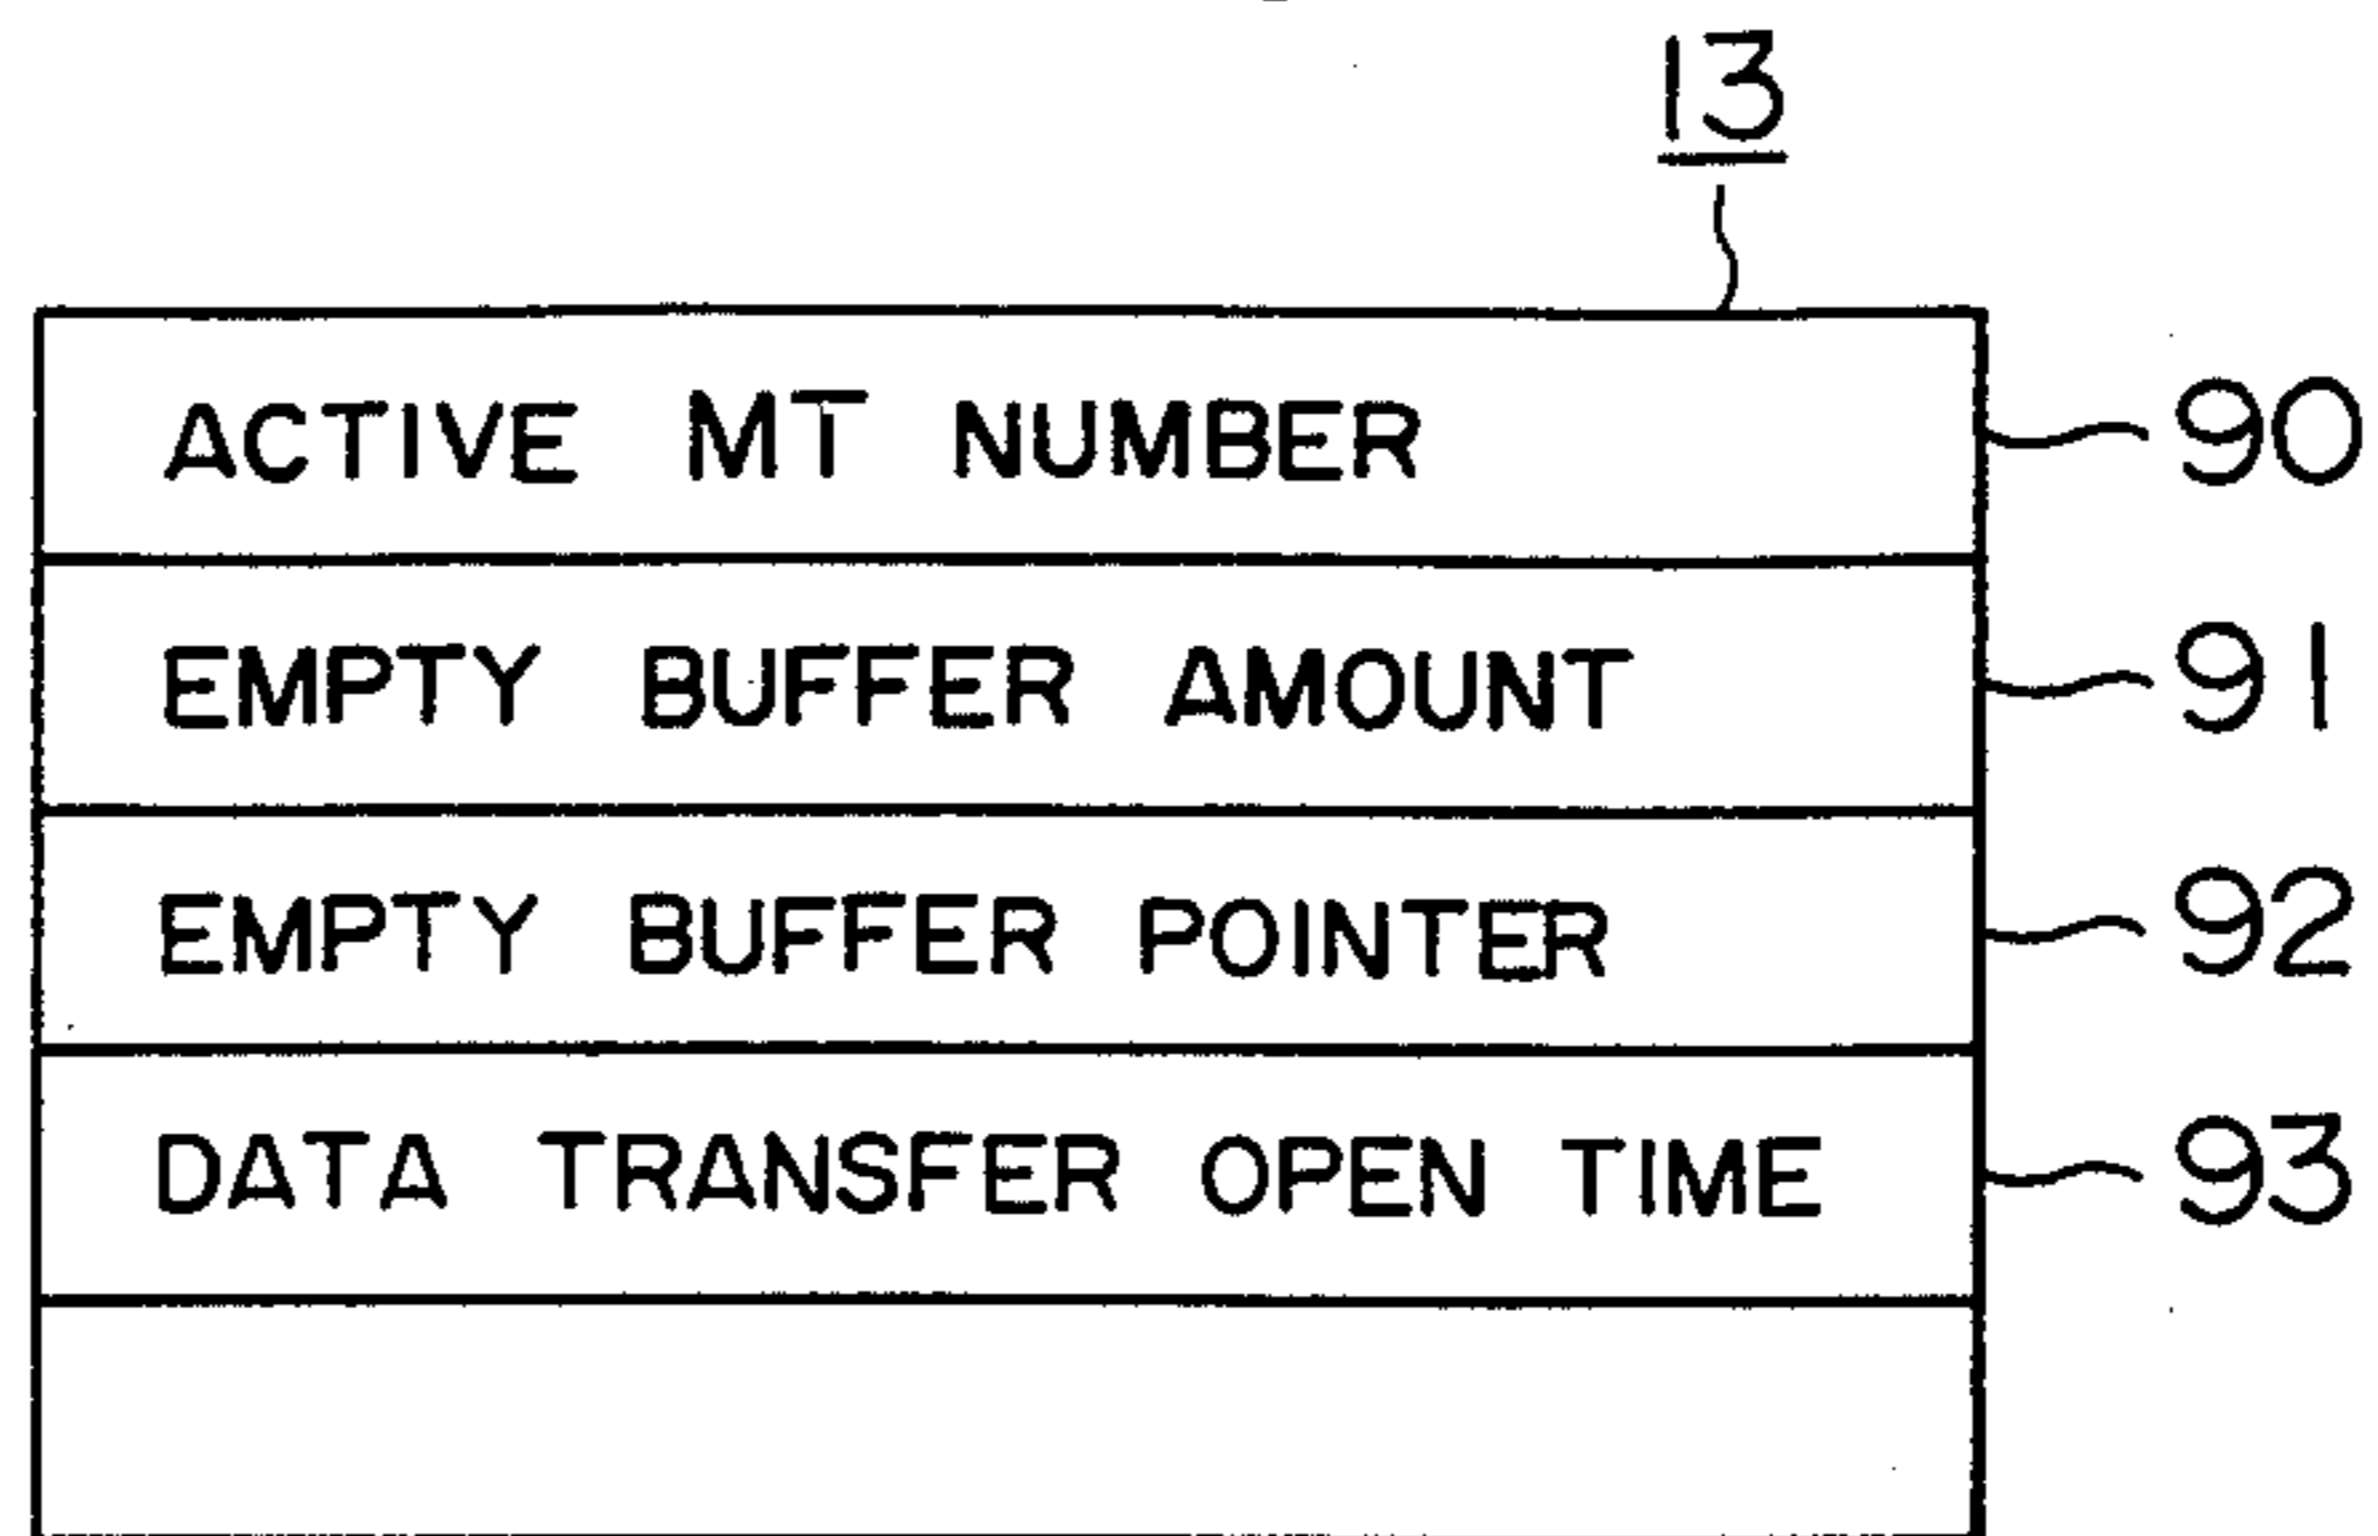 13
ACTIVE MT NUMBER 90
EMPTY BUFFER AMOUNT 91
EMPTY BUFFER POINTER 92
DATA TRANSFER OPEN TIME 93